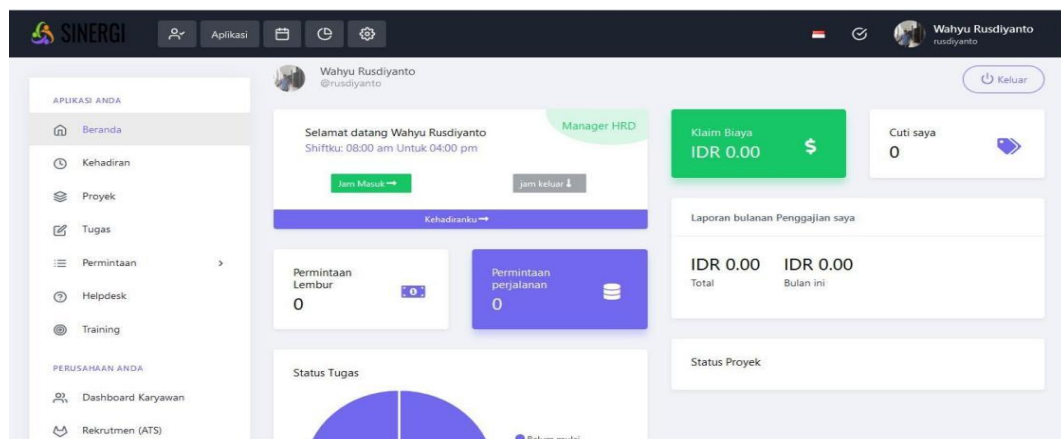 SINERGI
Aplikasi
Wahyu Rusdiyanto
rusdiyanto
Wahyu Rusdiyanto
@rusdiyanto
Keluar
APLIKASI ANDA
Beranda
Kehadiran
Proyek
Tugas
Permintaan
Helpdesk
Training
PERUSAHAAN ANDA
Dashboard Karyawan
Rekrutmen (ATS)
Selamat datang Wahyu Rusdiyanto
Manager HRD
Shiftku: 08:00 am Untuk 04:00 pm
Jam Masuk
jam keluar
Kehadiranku
Permintaan
Lembur
0
Permintaan
perjalanan
0
Status Tugas
Belum mulai
Klaim Biaya
IDR 0.00
Cuti saya
0
Laporan bulanan Penggajian saya
IDR 0.00 IDR 0.00
Total Bulan ini
Status Proyek